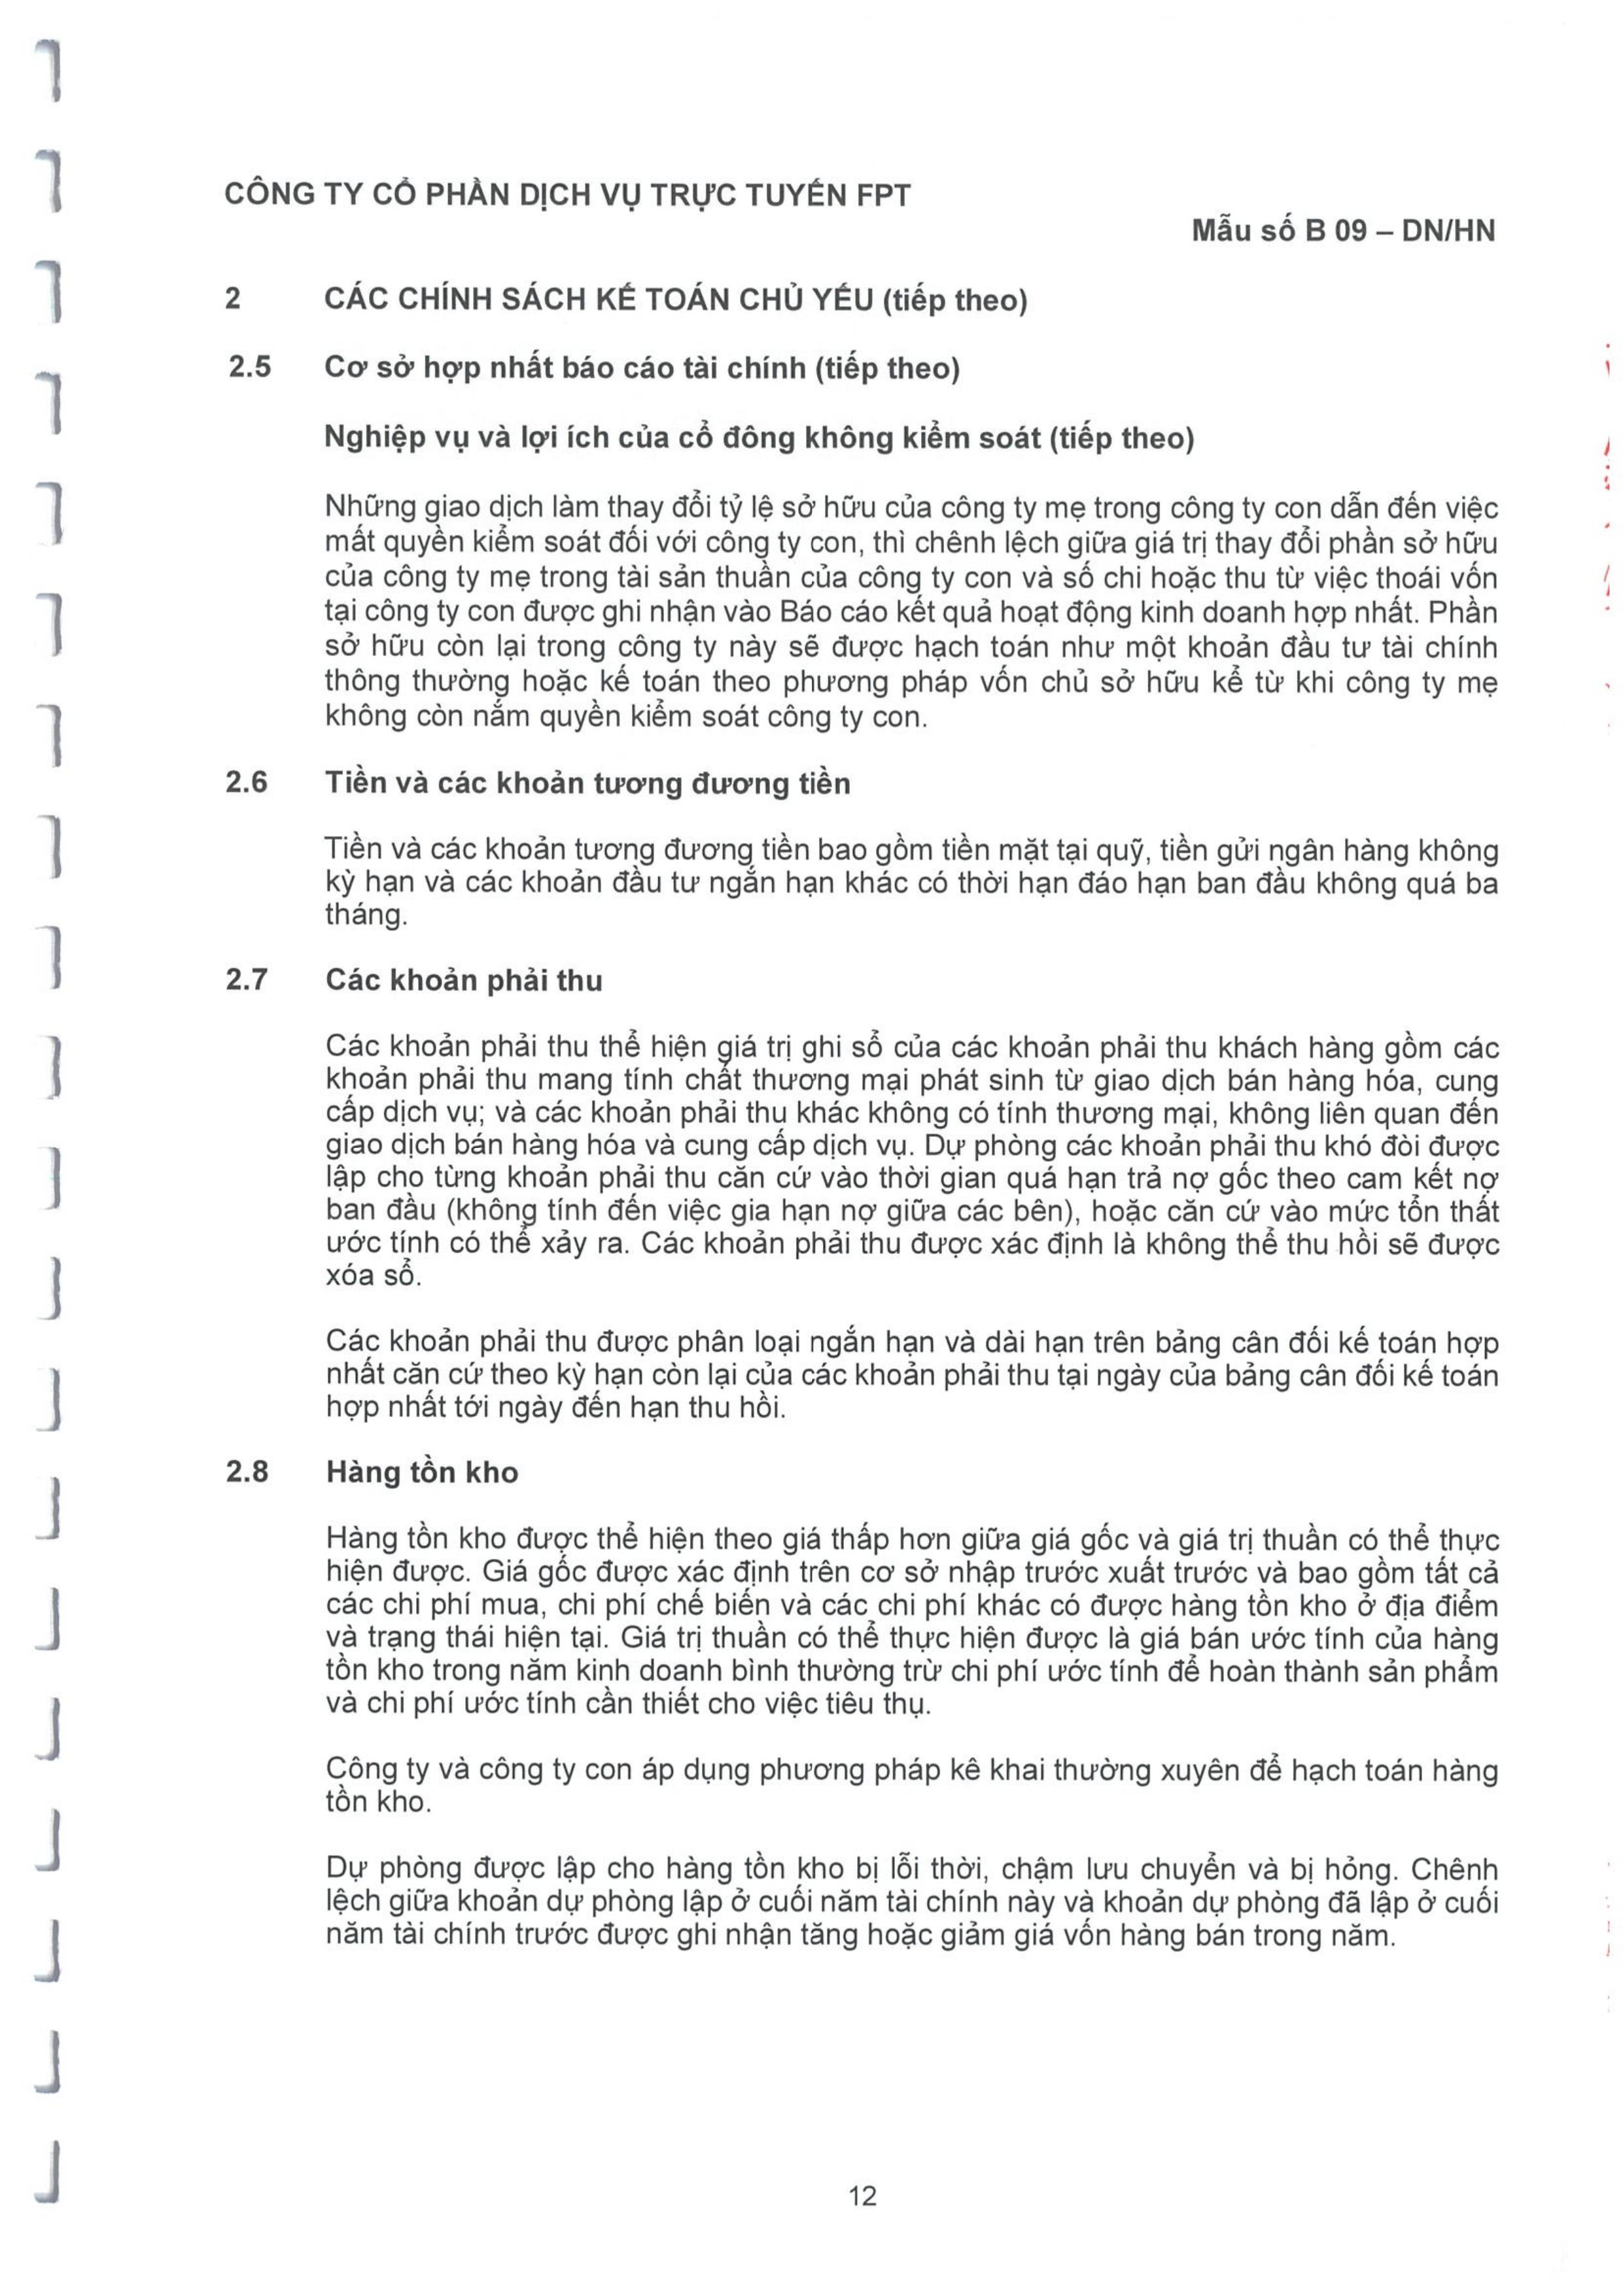 CÔNG TY CỔ PHẦN DỊCH VỤ TRỰC TUYẾN FPT
Mẫu số B 09 – DN/HN
2 CÁC CHÍNH SÁCH KẾ TOÁN CHỦ YẾU (tiếp theo)
2.5 Cơ sở hợp nhất báo cáo tài chính (tiếp theo)
Nghiệp vụ và lợi ích của cổ đông không kiểm soát (tiếp theo)
Những giao dịch làm thay đổi tỷ lệ sở hữu của công ty mẹ trong công ty con dẫn đến việc
mất quyền kiểm soát đối với công ty con, thì chênh lệch giữa giá trị thay đổi phần sở hữu
của công ty mẹ trong tài sản thuần của công ty con và số chi hoặc thu từ việc thoái vốn
tại công ty con được ghi nhận vào Báo cáo kết quả hoạt động kinh doanh hợp nhất. Phần
sở hữu còn lại trong công ty này sẽ được hạch toán như một khoản đầu tư tài chính
thông thường hoặc kế toán theo phương pháp vốn chủ sở hữu kể từ khi công ty mẹ
không còn nắm quyền kiểm soát công ty con.
2.6 Tiền và các khoản tương đương tiền
Tiền và các khoản tương đương tiền bao gồm tiền mặt tại quỹ, tiền gửi ngân hàng không
kỳ hạn và các khoản đầu tư ngắn hạn khác có thời hạn đáo hạn ban đầu không quá ba
tháng.
2.7 Các khoản phải thu
Các khoản phải thu thể hiện giá trị ghi sổ của các khoản phải thu khách hàng gồm các
khoản phải thu mang tính chất thương mại phát sinh từ giao dịch bán hàng hóa, cung
cấp dịch vụ; và các khoản phải thu khác không có tính thương mại, không liên quan đến
giao dịch bán hàng hóa và cung cấp dịch vụ. Dự phòng các khoản phải thu khó đòi được
lập cho từng khoản phải thu căn cứ vào thời gian quá hạn trả nợ gốc theo cam kết nợ
ban đầu (không tính đến việc gia hạn nợ giữa các bên), hoặc căn cứ vào mức tổn thất
ước tính có thể xảy ra. Các khoản phải thu được xác định là không thể thu hồi sẽ được
xóa sổ.
Các khoản phải thu được phân loại ngắn hạn và dài hạn trên bảng cân đối kế toán hợp
nhất căn cứ theo kỳ hạn còn lại của các khoản phải thu tại ngày của bảng cân đối kế toán
hợp nhất tới ngày đến hạn thu hồi.
2.8 Hàng tồn kho
Hàng tồn kho được thể hiện theo giá thấp hơn giữa giá gốc và giá trị thuần có thể thực
hiện được. Giá gốc được xác định trên cơ sở nhập trước xuất trước và bao gồm tất cả
các chi phí mua, chi phí chế biến và các chi phí khác có được hàng tồn kho ở địa điểm
và trạng thái hiện tại. Giá trị thuần có thể thực hiện được là giá bán ước tính của hàng
tồn kho trong năm kinh doanh bình thường trừ chi phí ước tính để hoàn thành sản phẩm
và chi phí ước tính cần thiết cho việc tiêu thụ.
Công ty và công ty con áp dụng phương pháp kê khai thường xuyên để hạch toán hàng
tồn kho.
Dự phòng được lập cho hàng tồn kho bị lỗi thời, chậm lưu chuyển và bị hỏng. Chênh
lệch giữa khoản dự phòng lập ở cuối năm tài chính này và khoản dự phòng đã lập ở cuối
năm tài chính trước được ghi nhận tăng hoặc giảm giá vốn hàng bán trong năm.
12